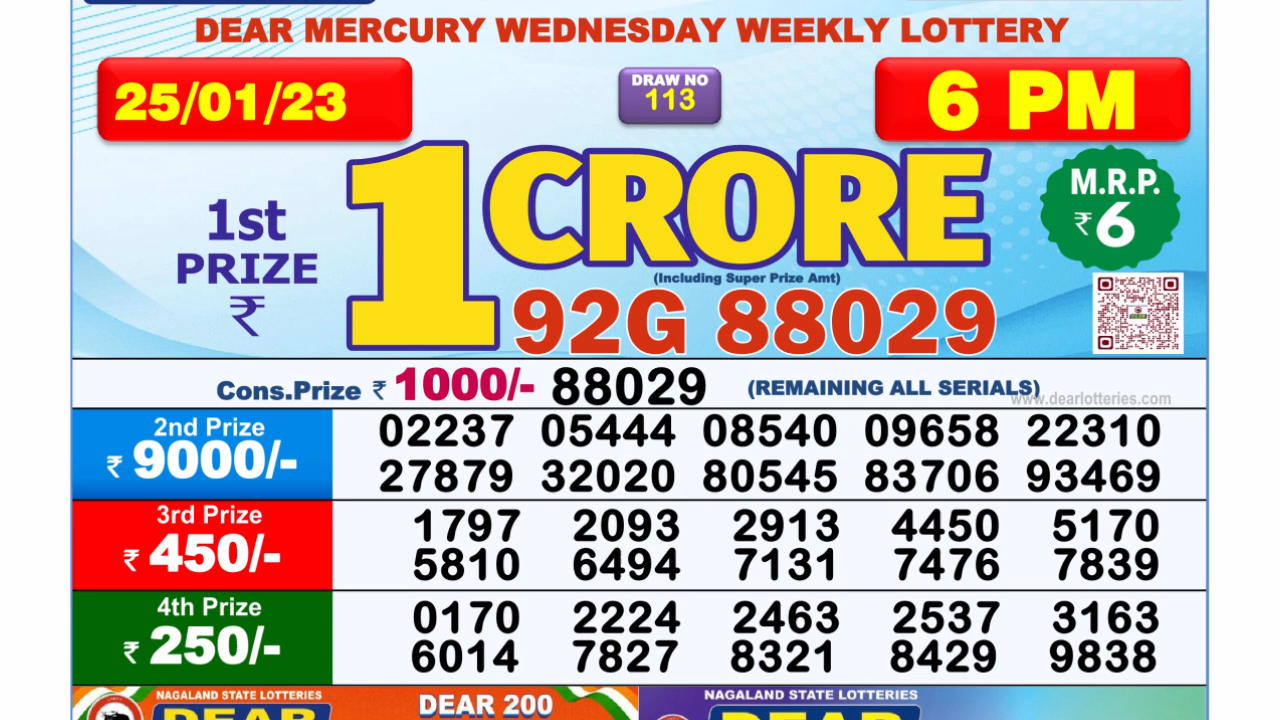 DEAR MERCURY WEDNESDAY WEEKLY LOTTERY
25/01/23
DRAW NO
113
6 PM
1st
PRIZE
₹
1 CRORE
(Including Super Prize Amt)
92G 88029
M.R.P.
₹6
Cons.Prize ₹ 1000/- 88029 (REMAINING ALL SERIALS)
www.dearlotteries.com
2nd Prize
₹ 9000/-
02237 05444 08540 09658 22310
27879 32020 80545 83706 93469
3rd Prize
₹ 450/-
1797 2093 2913 4450 5170
5810 6494 7131 7476 7839
4th Prize
₹ 250/-
0170 2224 2463 2537 3163
6014 7827 8321 8429 9838
NAGALAND STATE LOTTERIES
DEAR
DEAR 200
NAGALAND STATE LOTTERIES
DEAR